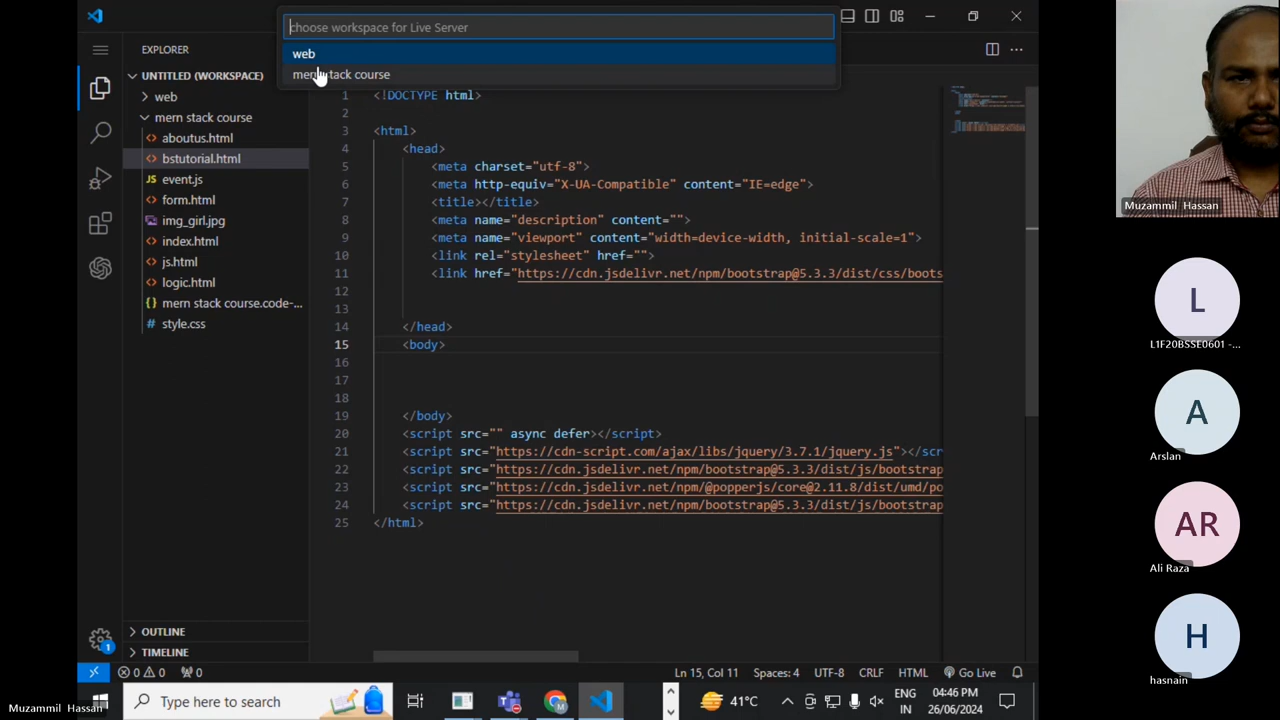 choose workspace for Live Server
web
mern stack course
EXPLORER
UNTITLED (WORKSPACE)
web
mern stack course
aboutus.html
bstutorial.html
JS event.js
form.html
img_girl.jpg
index.html
js.html
logic.html
{} mern stack course.code-...
# style.css
OUTLINE
TIMELINE
1 <!DOCTYPE html>
2
3 <html>
4 <head>
5 <meta charset="utf-8">
6 <meta http-equiv="X-UA-Compatible" content="IE=edge">
7 <title></title>
8 <meta name="description" content="">
9 <meta name="viewport" content="width=device-width, initial-scale=1">
10 <link rel="stylesheet" href="">
11 <link href="https://cdn.jsdelivr.net/npm/bootstrap@5.3.3/dist/css/boots
12
13
14 </head>
15 <body>
16
17
18
19 </body>
20 <script src="" async defer></script>
21 <script src="https://cdn-script.com/ajax/libs/jquery/3.7.1/jquery.js"></scr
22 <script src="https://cdn.jsdelivr.net/npm/bootstrap@5.3.3/dist/js/bootstrap
23 <script src="https://cdn.jsdelivr.net/npm/@popperjs/core@2.11.8/dist/umd/po
24 <script src="https://cdn.jsdelivr.net/npm/bootstrap@5.3.3/dist/js/bootstrap
25 </html>
1
0 0 0
Ln 15, Col 11 Spaces: 4 UTF-8 CRLF HTML Go Live
Type here to search
41°C
ENG
IN
04:46 PM
26/06/2024
Muzammil Hassan
Muzammil Hassan
L
L1F20BSSE0601 -...
A
Arslan
AR
Ali Raza
H
hasnain